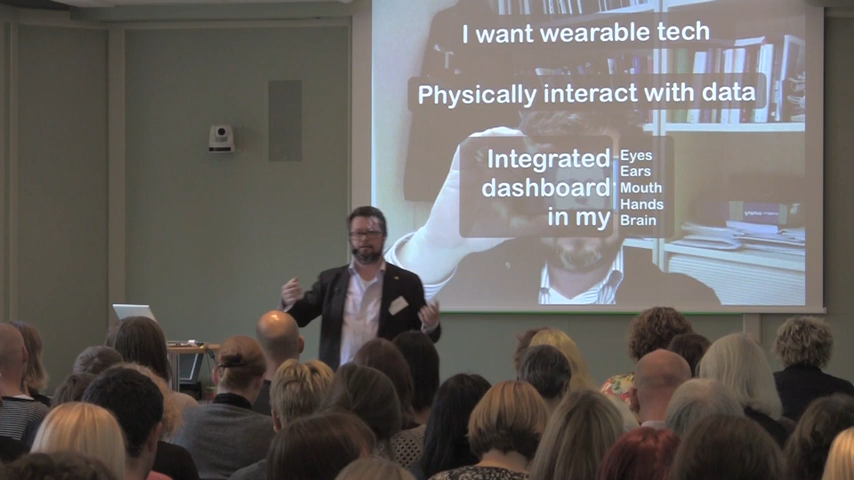 I want wearable tech
Physically interact with data
Integrated
dashboard
in my
Eyes
Ears
Mouth
Hands
Brain